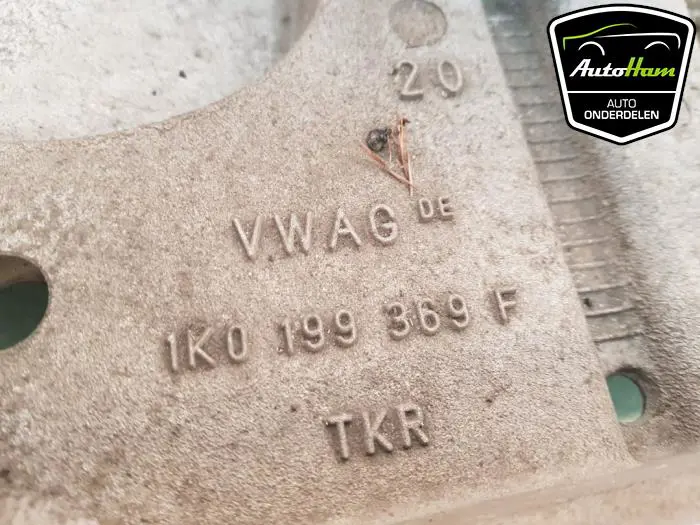 AutoHam
AUTO
ONDERDELEN
20
VWAG DE
1K0 199 369 F
TKR